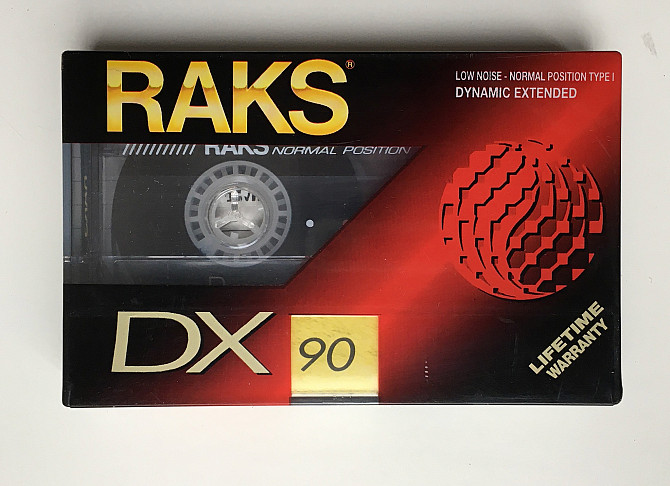 RAKS®
LOW NOISE - NORMAL POSITION TYPE I
DYNAMIC EXTENDED
RAKS NORMAL POSITION
DX 90
LIFETIME
WARRANTY